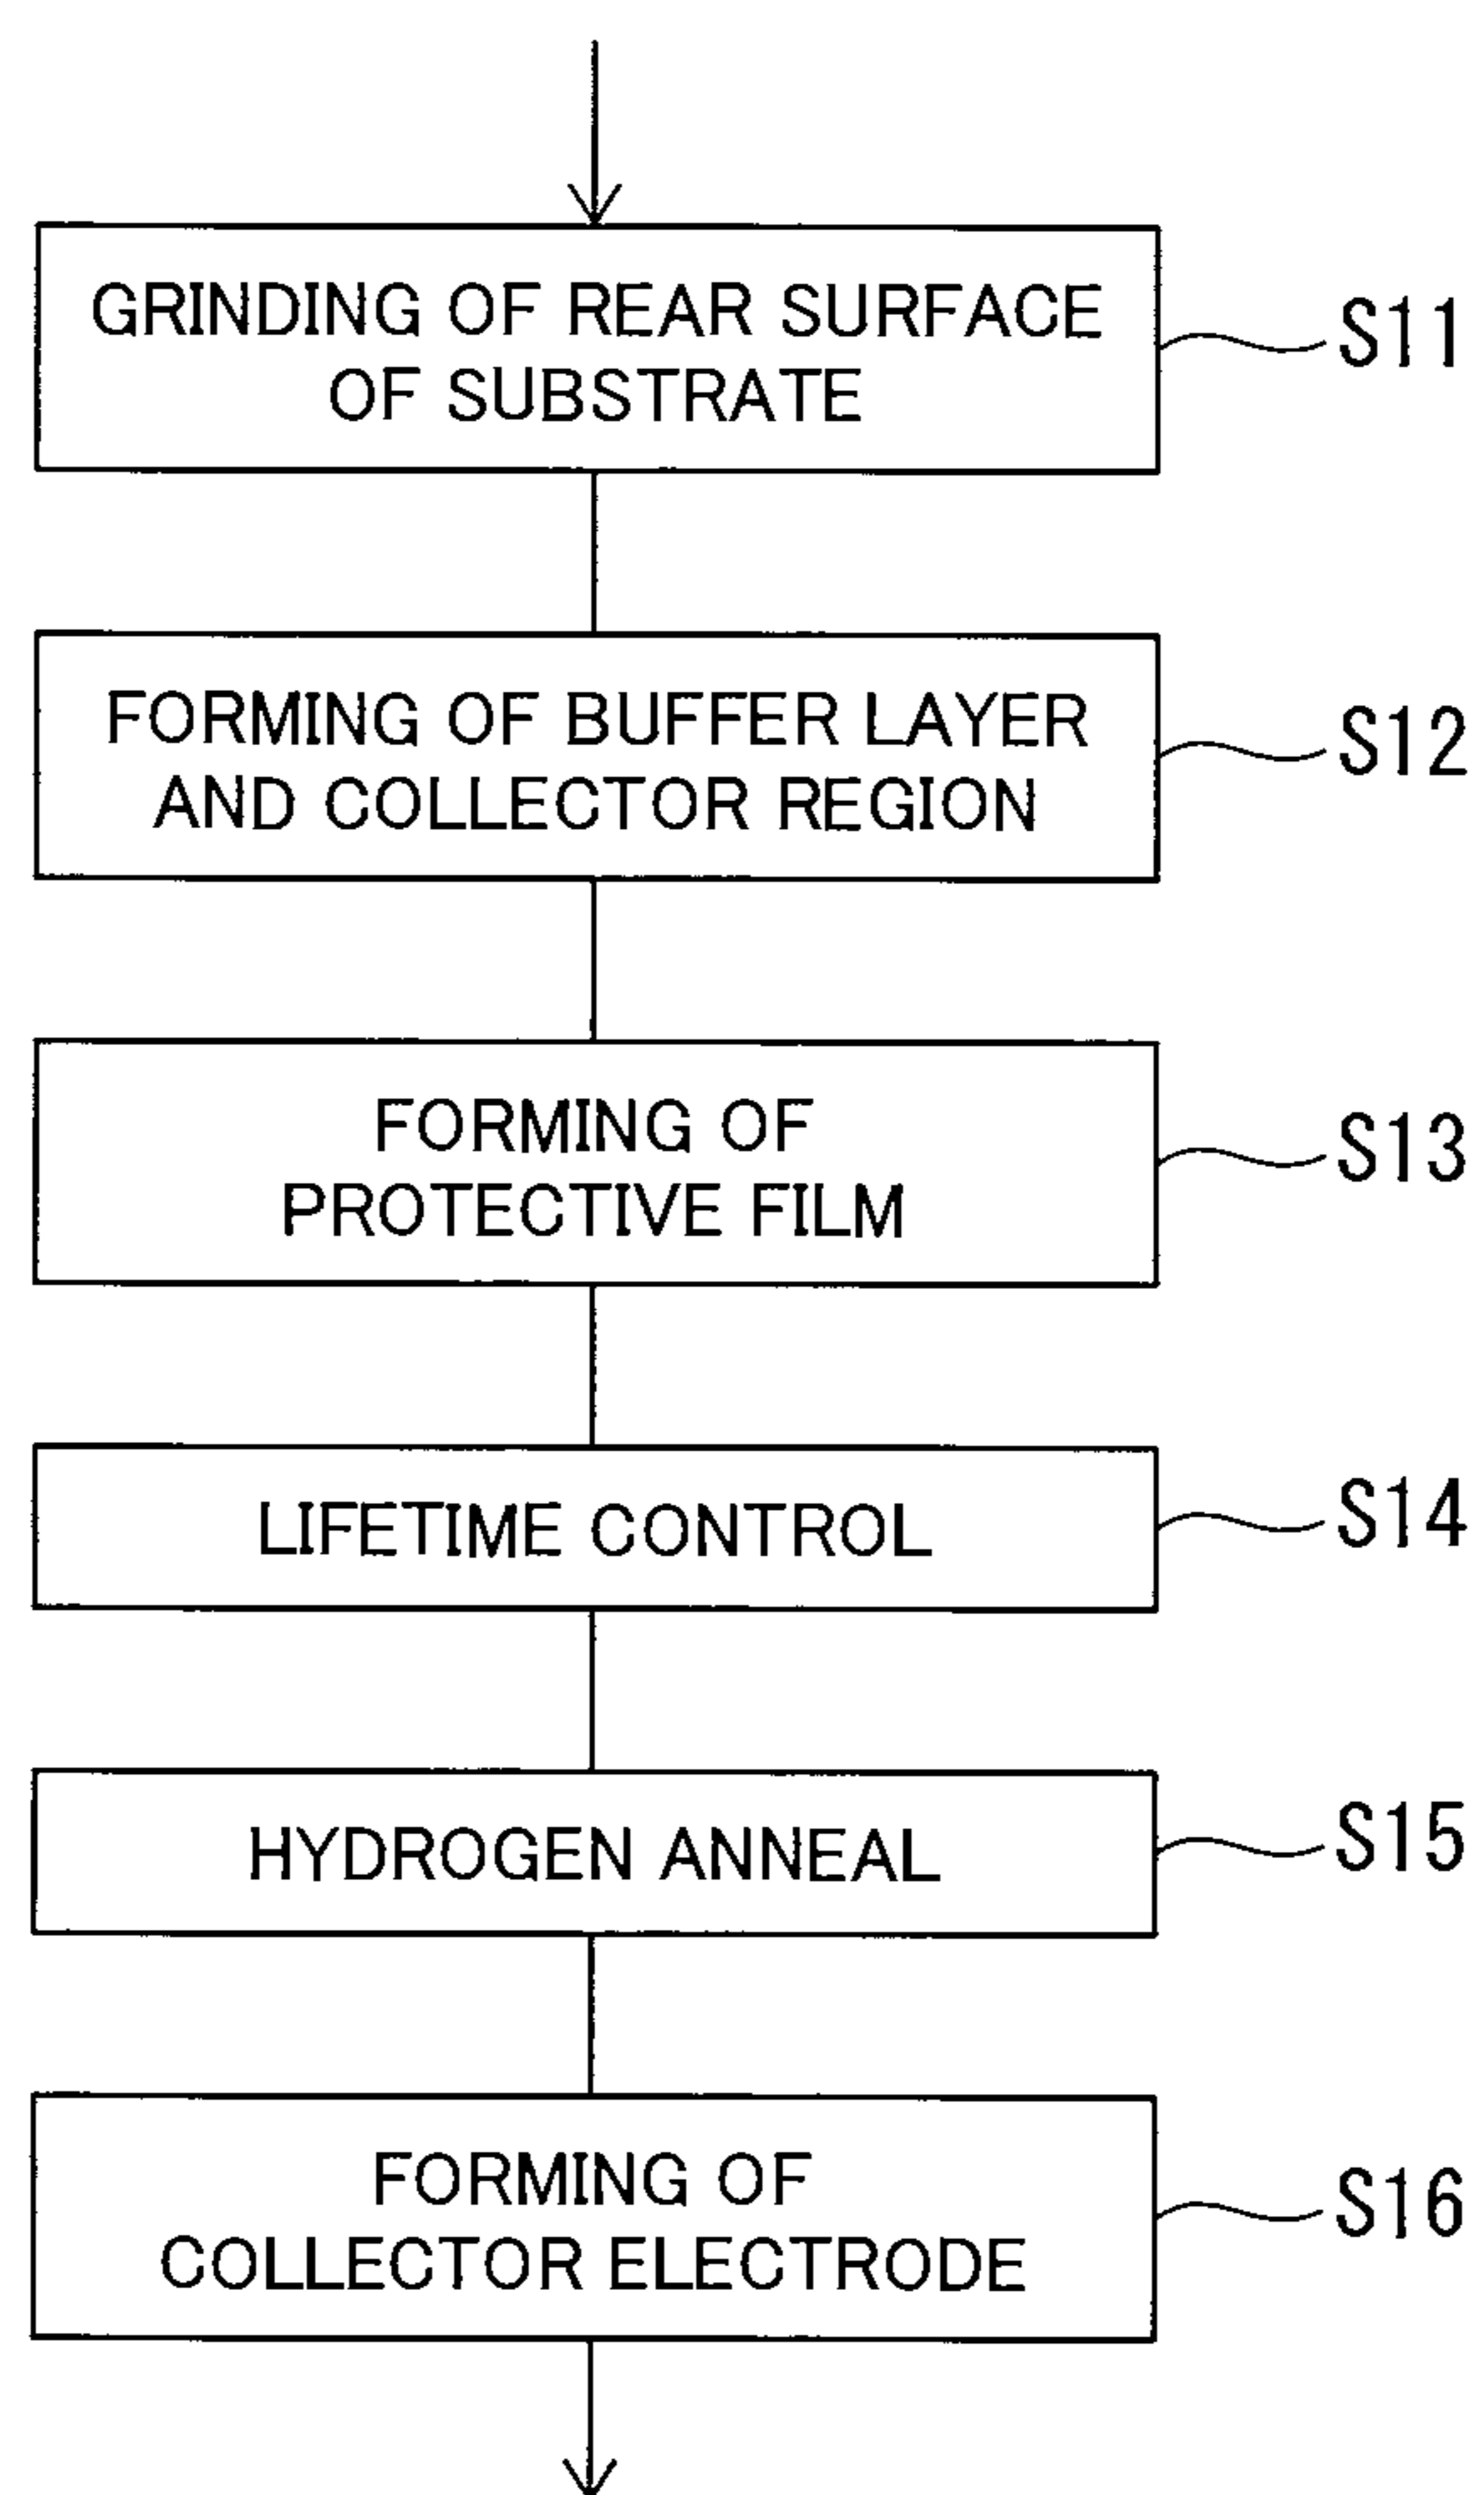 GRINDING OF REAR SURFACE
OF SUBSTRATE
S11
FORMING OF BUFFER LAYER
AND COLLECTOR REGION
S12
FORMING OF
PROTECTIVE FILM
S13
LIFETIME CONTROL
S14
HYDROGEN ANNEAL
S15
FORMING OF
COLLECTOR ELECTRODE
S16